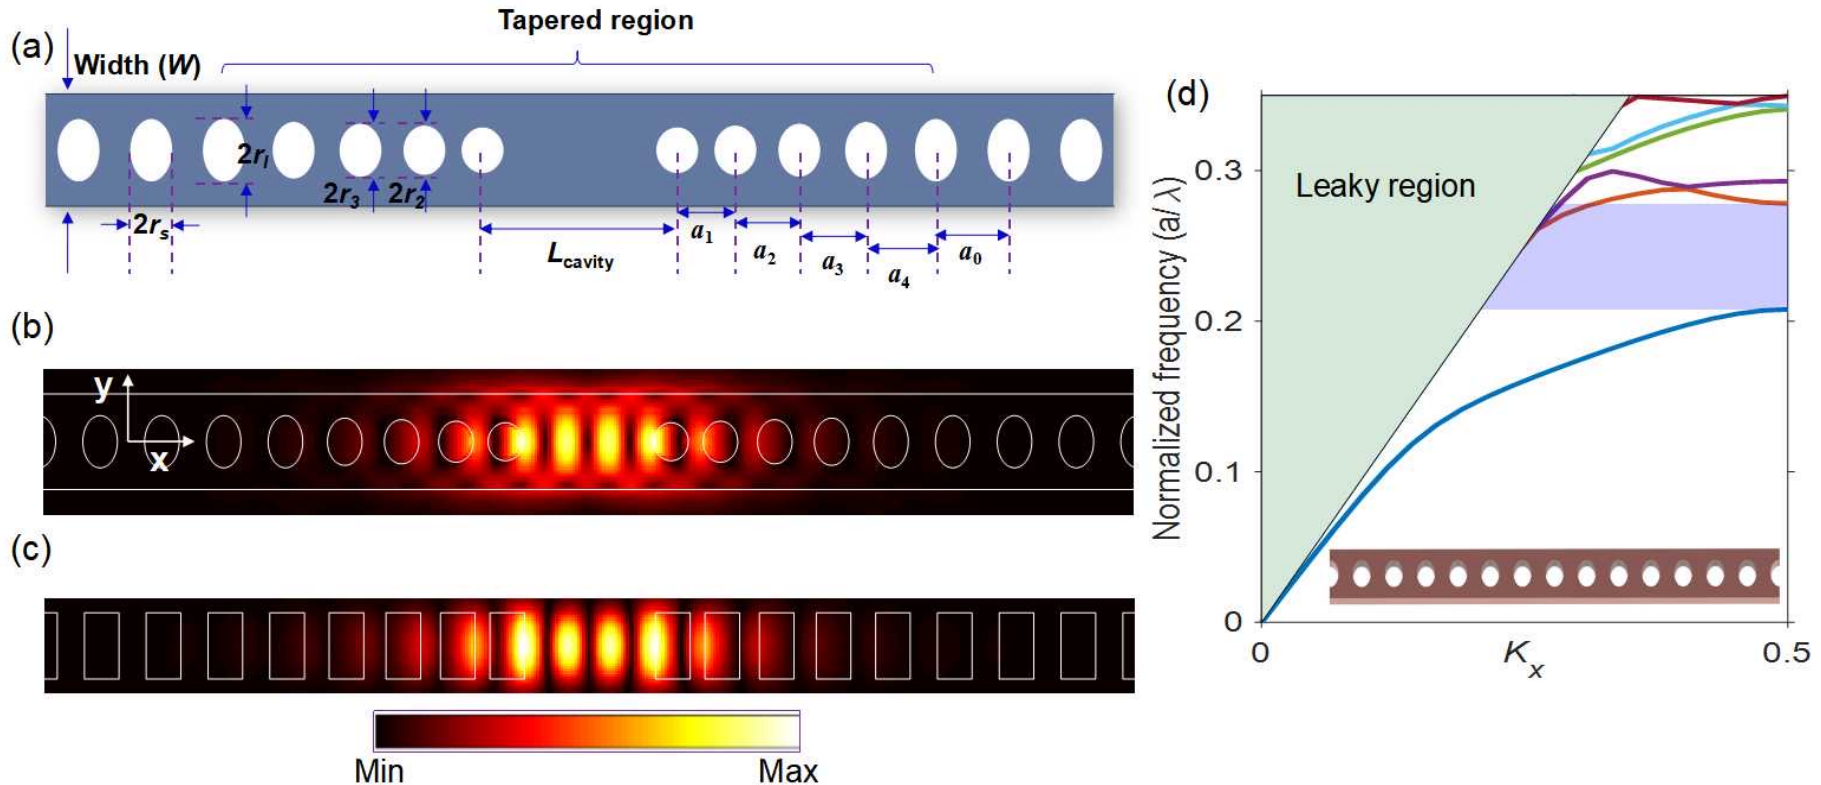 (a)
Tapered region
Width (W)
2r_l
2r_3
2r_2
2r_s
L_cavity
a_1
a_2
a_3
a_4
a_0
(b)
y
x
(c)
Min
Max
(d)
Normalized frequency (a/ λ)
0.3
0.2
0.1
0
Leaky region
0
K_x
0.5